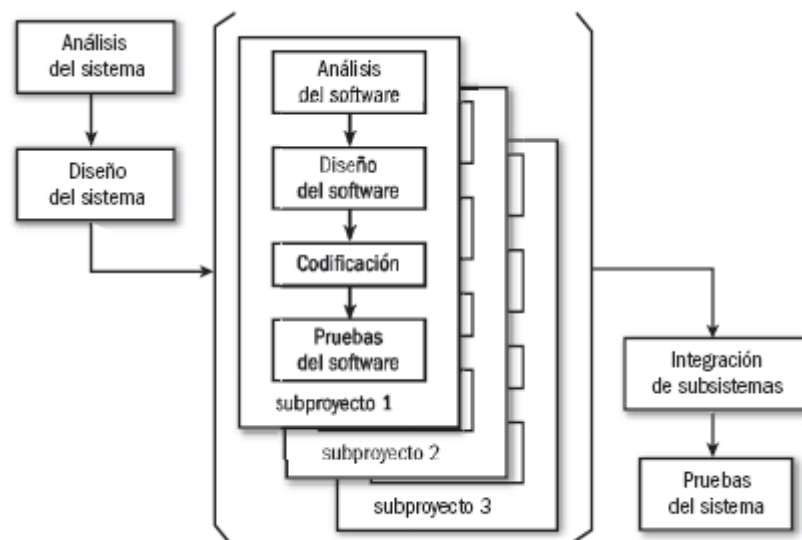 Análisis
del sistema
Diseño
del sistema
Análisis
del software
Diseño
del software
Codificación
Pruebas
del software
subproyecto 1
subproyecto 2
subproyecto 3
Integración
de subsistemas
Pruebas
del sistema